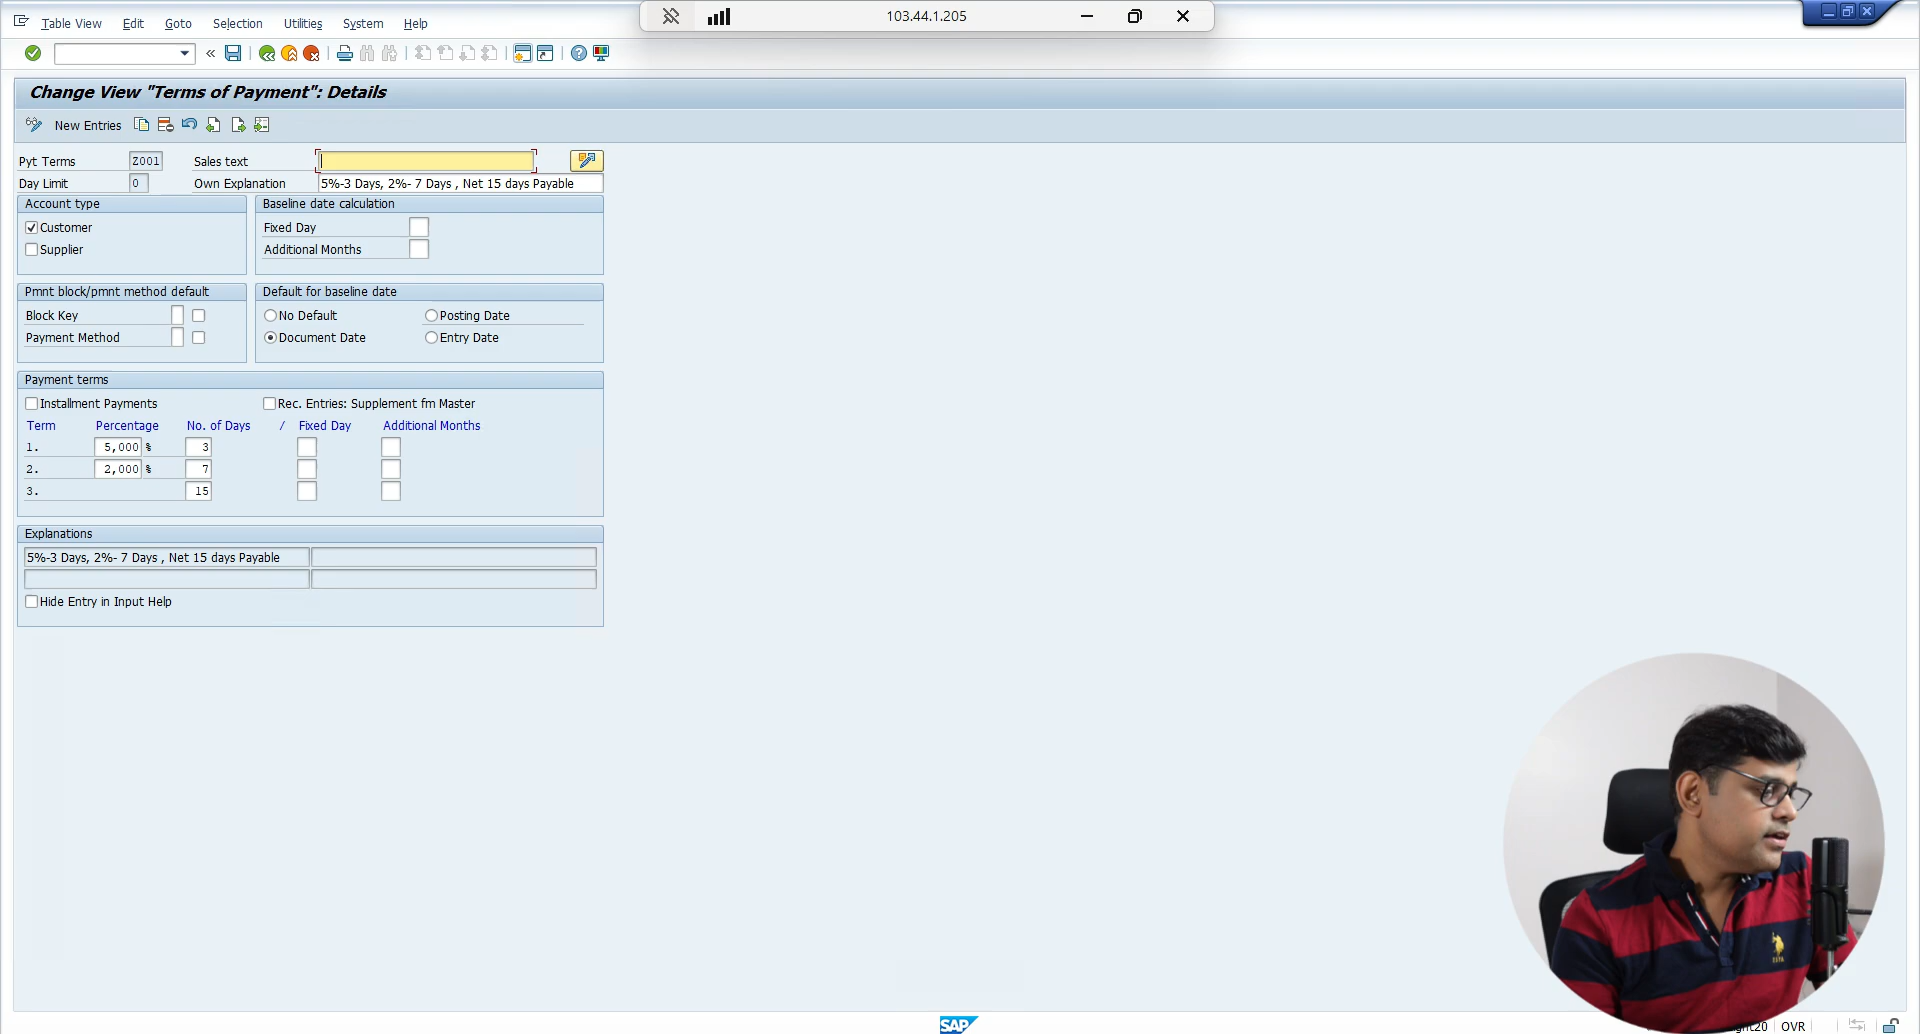 Table View Edit Goto Selection Utilities System Help
103.44.1.205
Change View "Terms of Payment": Details
New Entries
Pyt Terms Z001 Sales text
Day Limit 0 Own Explanation 5%-3 Days, 2%- 7 Days , Net 15 days Payable
Account type Baseline date calculation
Customer Fixed Day
Supplier Additional Months
Pmnt block/pmnt method default Default for baseline date
Block Key No Default Posting Date
Payment Method Document Date Entry Date
Payment terms
Installment Payments Rec. Entries: Supplement fm Master
Term Percentage No. of Days / Fixed Day Additional Months
1. 5,000 % 3
2. 2,000 % 7
3. 15
Explanations
5%-3 Days, 2%- 7 Days , Net 15 days Payable
Hide Entry in Input Help
SAP OVR